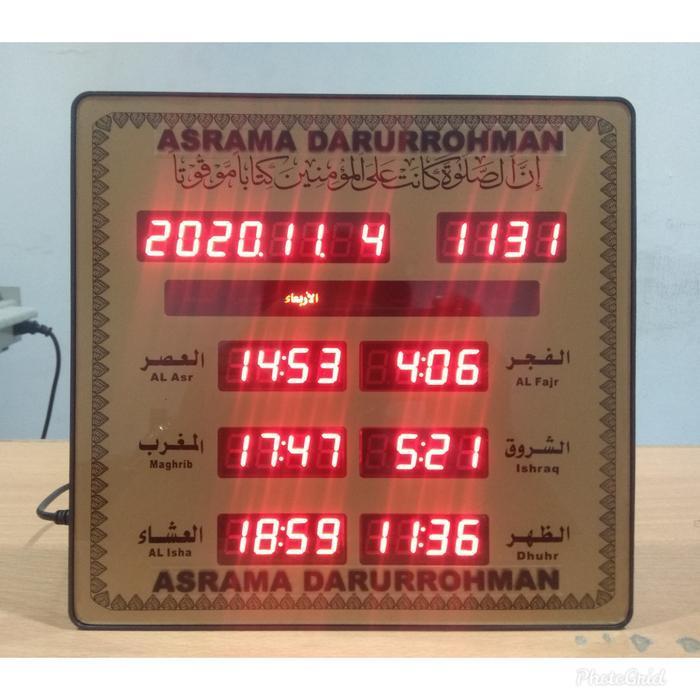 ASRAMA DARURROHMAN
إن الصلوة كانت على المؤمنين كتابا موقوتا
2020.11. 4 1131
الأربعاء
العصر 14:53 4:06 الفجر
AL Asr AL Fajr
المغرب 17:47 5:21 الشروق
Maghrib Ishraq
العشاء 18:59 11:36 الظهر
AL Isha Dhuhr
ASRAMA DARURROHMAN
PhotoGrid